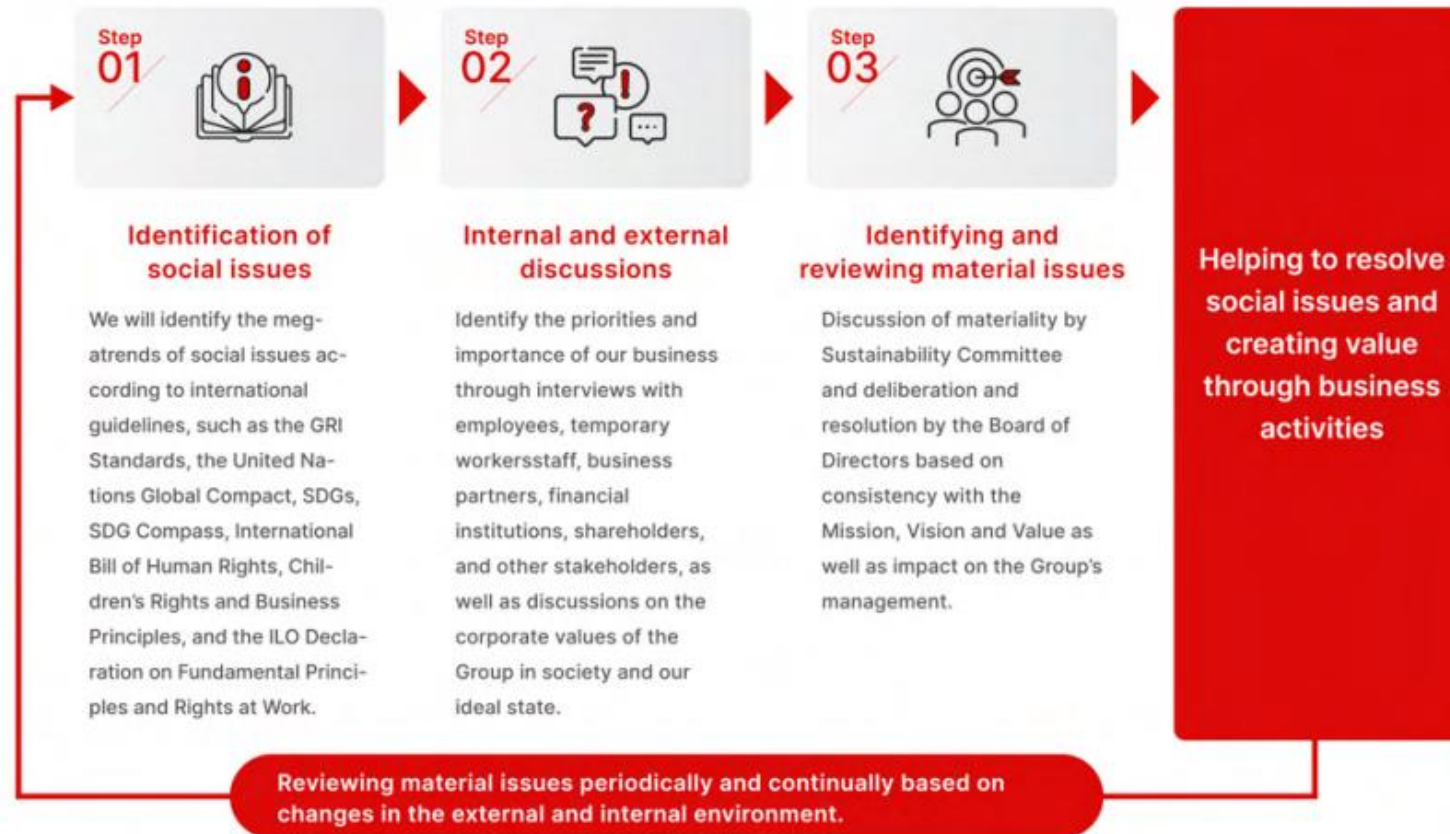 Step
01
Identification of
social issues
We will identify the meg-
atrends of social issues ac-
cording to international
guidelines, such as the GRI
Standards, the United Na-
tions Global Compact, SDGs,
SDG Compass, International
Bill of Human Rights, Chil-
dren's Rights and Business
Principles, and the ILO Decla-
ration on Fundamental Princi-
ples and Rights at Work.
Step
02
Internal and external
discussions
Identify the priorities and
importance of our business
through interviews with
employees, temporary
workersstaff, business
partners, financial
institutions, shareholders,
and other stakeholders, as
well as discussions on the
corporate values of the
Group in society and our
ideal state.
Step
03
Identifying and
reviewing material issues
Discussion of materiality by
Sustainability Committee
and deliberation and
resolution by the Board of
Directors based on
consistency with the
Mission, Vision and Value as
well as impact on the Group's
management.
Helping to resolve
social issues and
creating value
through business
activities
Reviewing material issues periodically and continually based on
changes in the external and internal environment.